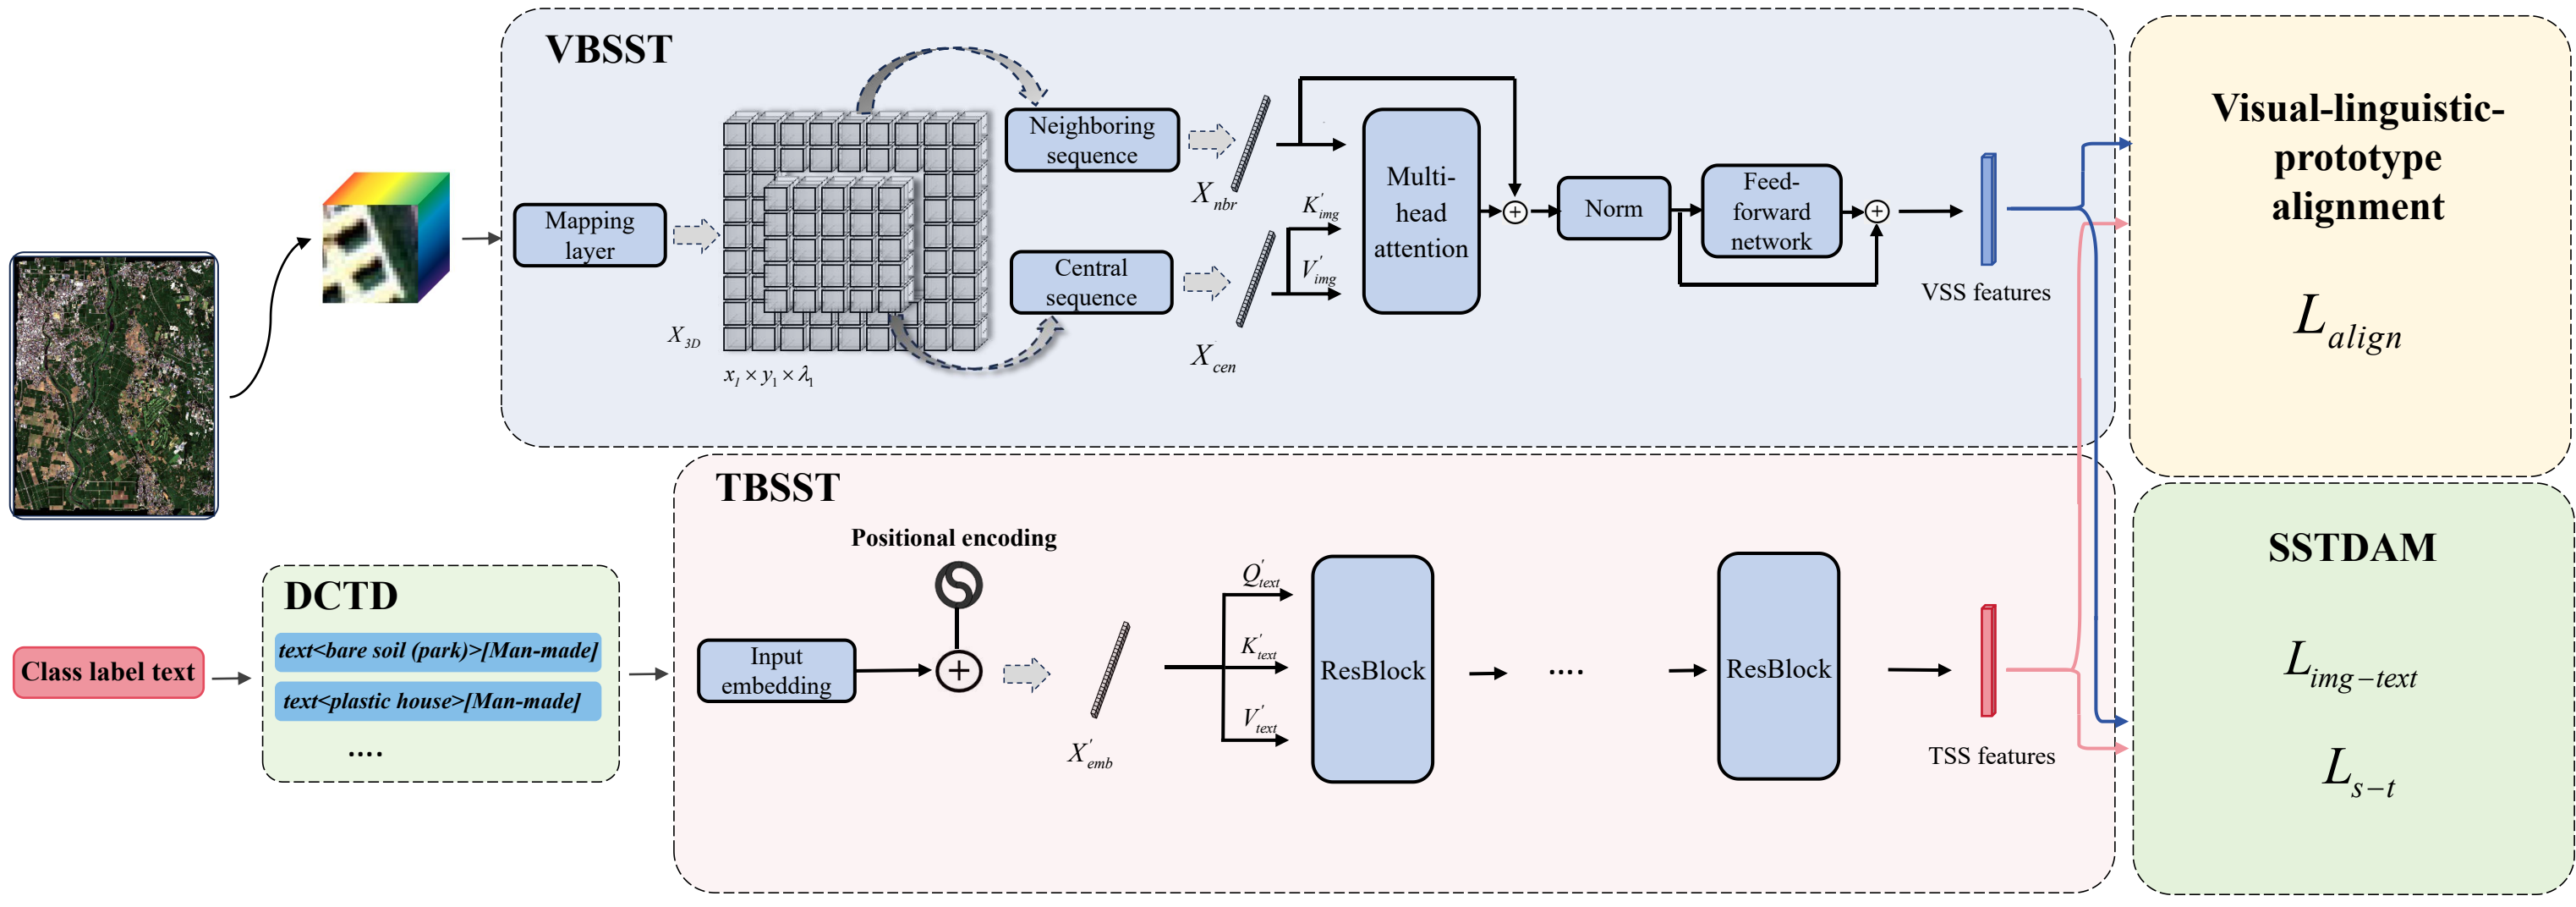 VBSST
Mapping
layer
X3D
x1 × y1 × λ1
Neighboring
sequence
Xnbr
Central
sequence
Xcen
K'img
V'img
Multi-
head
attention
+
Norm
Feed-
forward
network
+
VSS features
Visual-linguistic-
prototype
alignment
Lalign
Class label text
DCTD
text<bare soil (park)>[Man-made]
text<plastic house>[Man-made]
....
TBSST
Positional encoding
Input
embedding
+
X'emb
Q'text
K'text
V'text
ResBlock
....
ResBlock
TSS features
SSTDAM
Limg-text
Ls-t